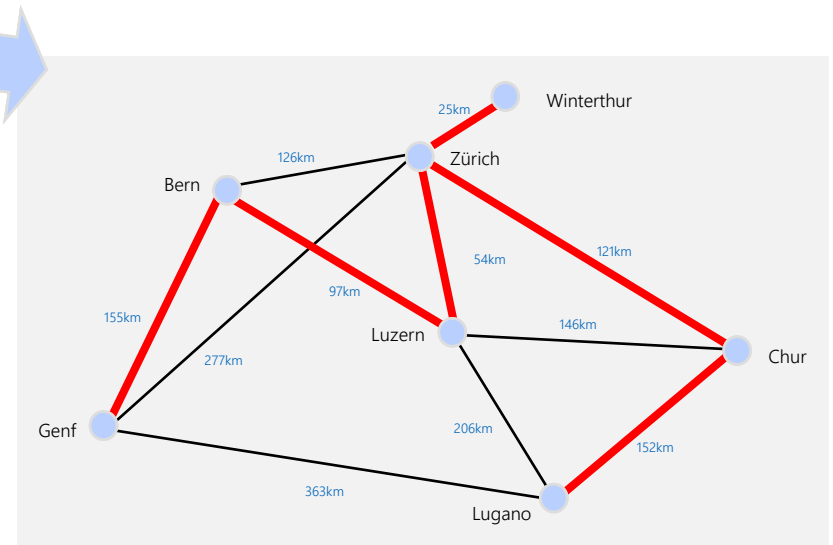 Winterthur
25km
Zürich
126km
Bern
121km
54km
97km
155km
146km
Luzern
Chur
277km
206km
Genf
152km
363km
Lugano